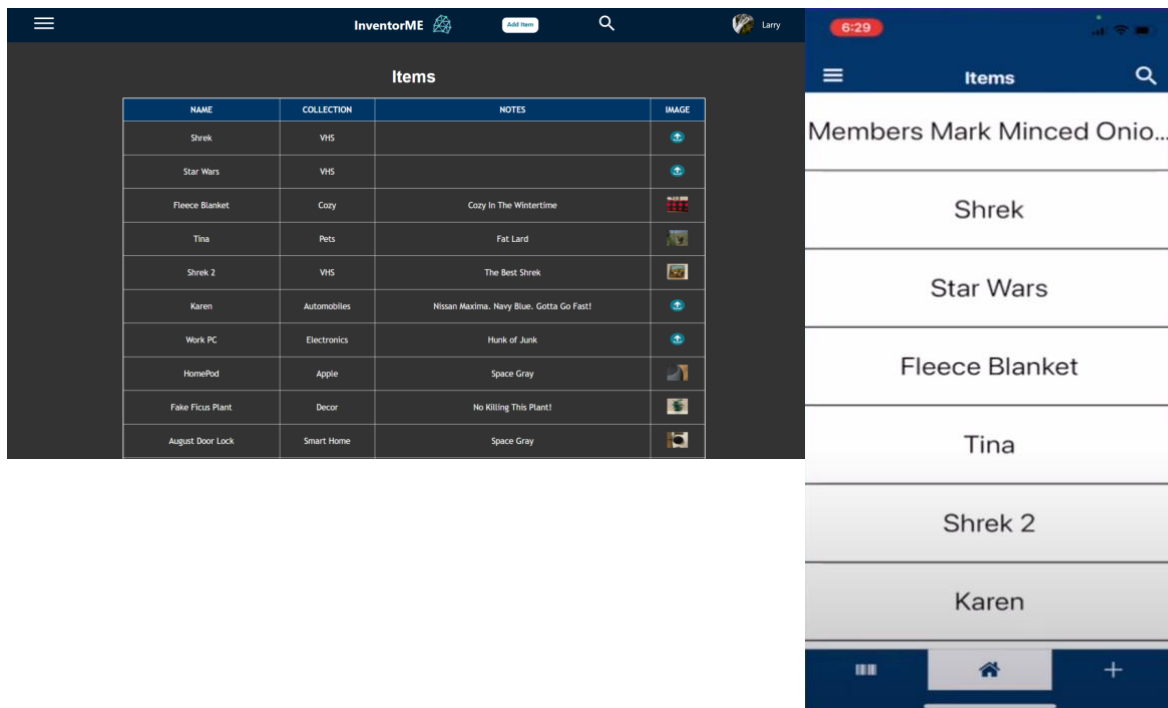 InventorME Add Item Larry
Items
NAME COLLECTION NOTES IMAGE
Shrek VHS
Star Wars VHS
Fleece Blanket Cozy Cozy In The Wintertime
Tina Pets Fat Lard
Shrek 2 VHS The Best Shrek
Karen Automobiles Nissan Maxima. Navy Blue. Gotta Go Fast!
Work PC Electronics Hunk of Junk
HomePod Apple Space Gray
Fake Ficus Plant Decor No Killing This Plant!
August Door Lock Smart Home Space Gray
6:29
Items
Members Mark Minced Onio...
Shrek
Star Wars
Fleece Blanket
Tina
Shrek 2
Karen